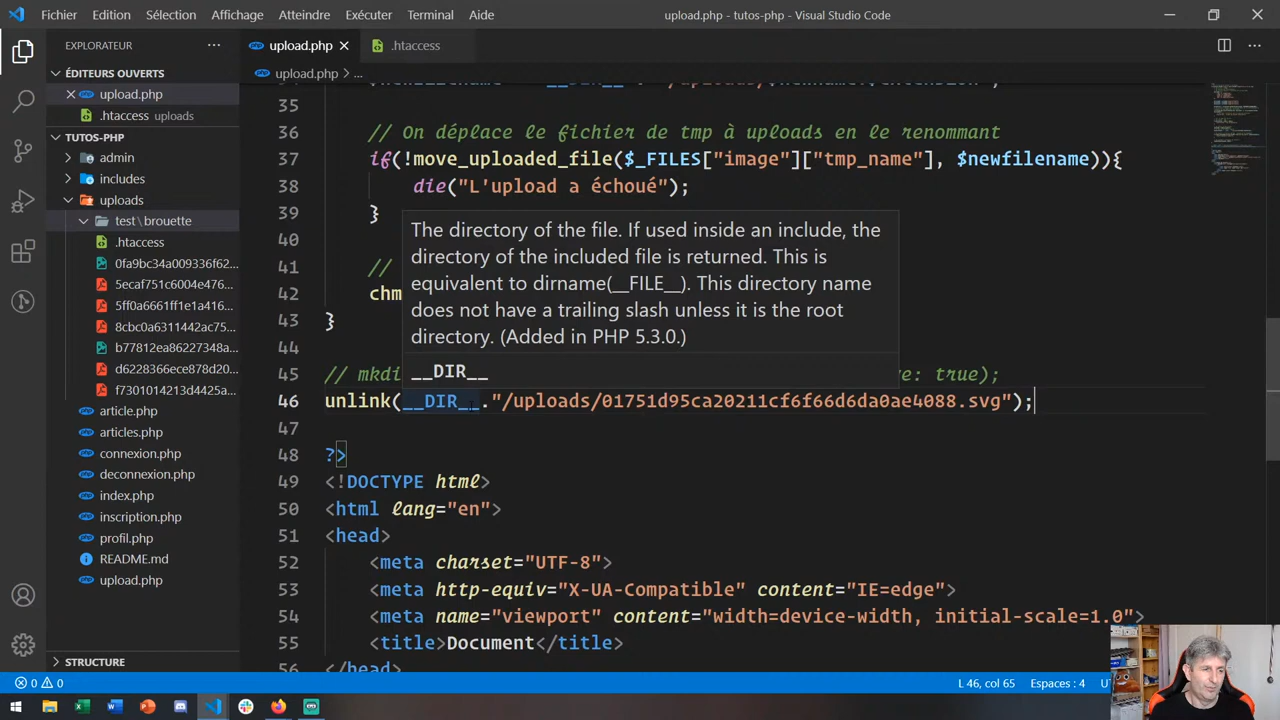 Fichier Edition Sélection Affichage Atteindre Exécuter Terminal Aide
upload.php - tutos-php - Visual Studio Code
EXPLORATEUR
ÉDITEURS OUVERTS
upload.php
.htaccess uploads
TUTOS-PHP
admin
includes
uploads
test\brouette
.htaccess
0fa9bc34a009336f62...
5ecaf751c6004e476...
5ff0a6661ff1e1a416...
8cbc0a6311442ac75...
b77812ea86227348a...
d6228366ece878d20...
f7301014213d4425a...
article.php
articles.php
connexion.php
deconnexion.php
index.php
inscription.php
profil.php
README.md
upload.php
STRUCTURE
upload.php
.htaccess
upload.php > ...
35
36 // On déplace le fichier de tmp à uploads en le renommant
37 if(!move_uploaded_file($_FILES["image"]["tmp_name"], $newfilename)){
38 die("L'upload a échoué");
39 }
40
41 //
42 chm
43 }
44
45 // mkdi
e: true);
46 unlink(__DIR__."/uploads/01751d95ca20211cf6f66d6da0ae4088.svg");
47
48 ?>
49 <!DOCTYPE html>
50 <html lang="en">
51 <head>
52 <meta charset="UTF-8">
53 <meta http-equiv="X-UA-Compatible" content="IE=edge">
54 <meta name="viewport" content="width=device-width, initial-scale=1.0">
55 <title>Document</title>
56 </head>
The directory of the file. If used inside an include, the
directory of the included file is returned. This is
equivalent to dirname(__FILE__). This directory name
does not have a trailing slash unless it is the root
directory. (Added in PHP 5.3.0.)
__DIR__
0 0
L 46, col 65 Espaces : 4